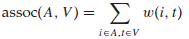 assoc(A, V) = ∑ w(i, t)
i∈A,t∈V